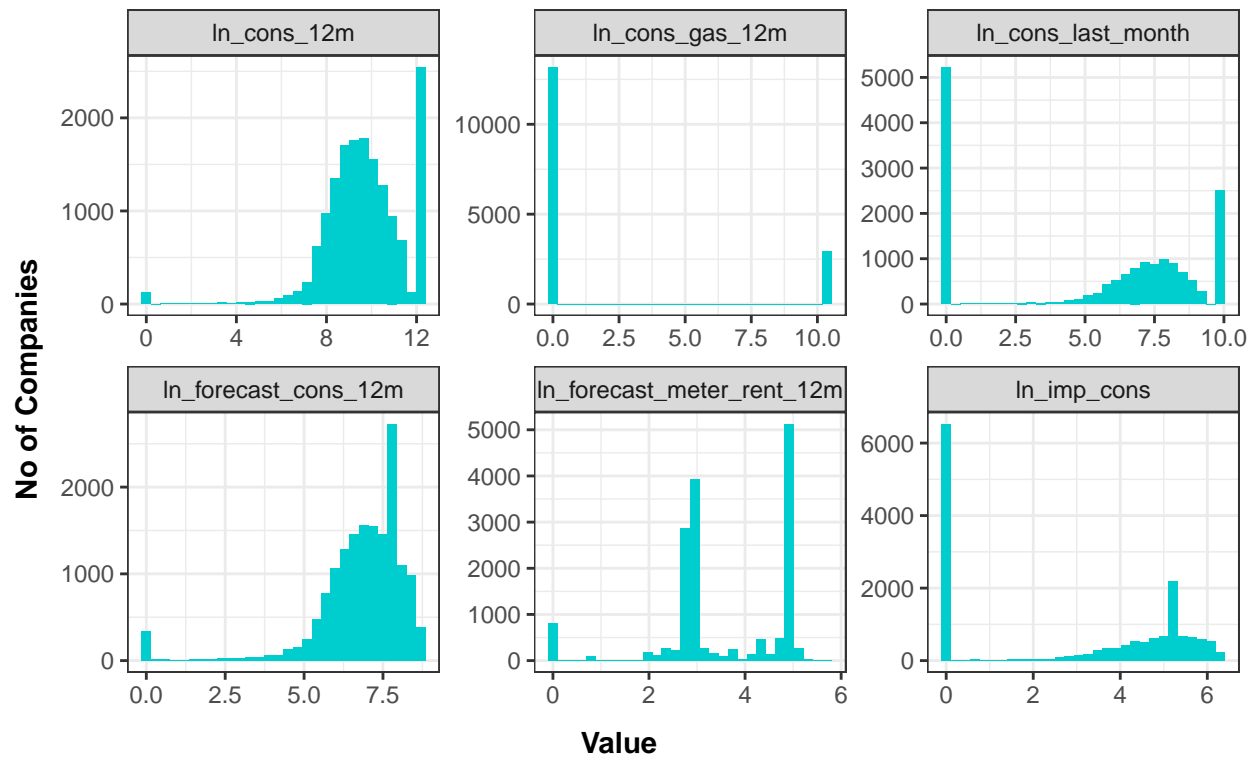 ln_cons_12m
ln_cons_gas_12m
ln_cons_last_month
2000
1000
0
0 4 8 12
10000
5000
0
0.0 2.5 5.0 7.5 10.0
5000
4000
3000
2000
1000
0
0.0 2.5 5.0 7.5 10.0
ln_forecast_cons_12m
ln_forecast_meter_rent_12m
ln_imp_cons
2000
1000
0
0.0 2.5 5.0 7.5
5000
4000
3000
2000
1000
0
0 2 4 6
6000
4000
2000
0
0 2 4 6
No of Companies
Value